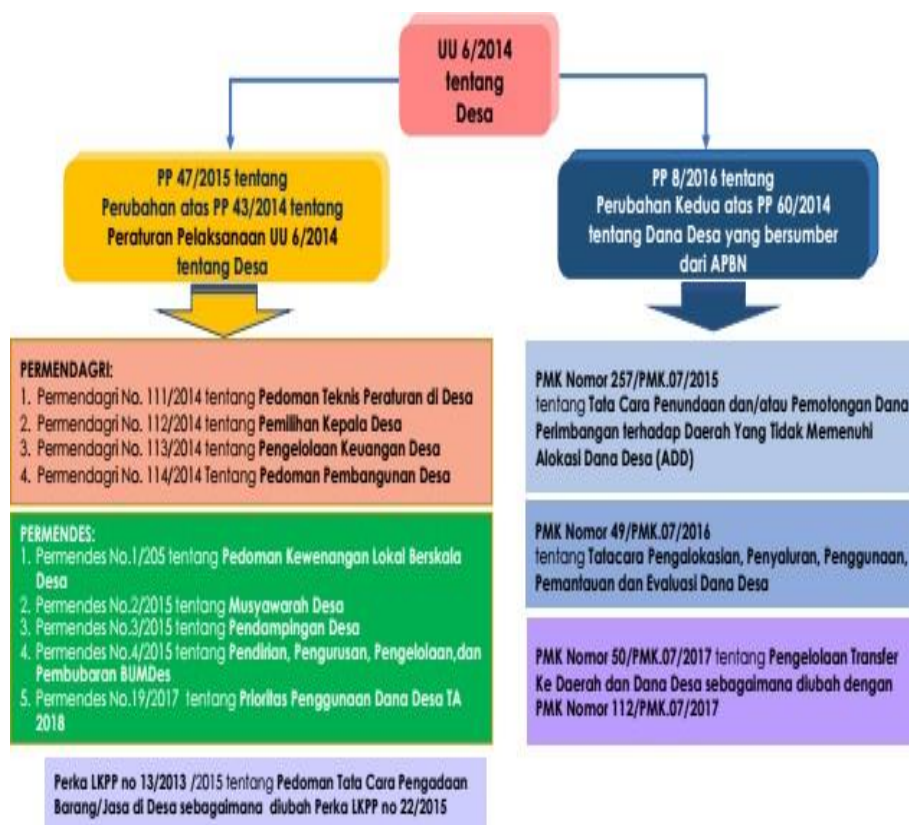 UU 6/2014
tentang
Desa
PP 47/2015 tentang
Perubahan atas PP 43/2014 tentang
Peraturan Pelaksanaan UU 6/2014
tentang Desa
PP 8/2016 tentang
Perubahan Kedua atas PP 60/2014
tentang Dana Desa yang bersumber
dari APBN
PERMENDAGRI:
1. Permendagri No. 111/2014 tentang Pedoman Teknis Peraturan di Desa
2. Permendagri No. 112/2014 tentang Pemilihan Kepala Desa
3. Permendagri No. 113/2014 tentang Pengelolaan Keuangan Desa
4. Permendagri No. 114/2014 Tentang Pedoman Pembangunan Desa
PERMENDES:
1. Permendes No.1/205 tentang Pedoman Kewenangan Lokal Berskala
Desa
2. Permendes No.2/2015 tentang Musyawarah Desa
3. Permendes No.3/2015 tentang Pendampingan Desa
4. Permendes No.4/2015 tentang Pendirian, Pengurusan, Pengelolaan,dan
Pembubaran BUMDes
5. Permendes No.19/2017 tentang Prioritas Penggunaan Dana Desa TA
2018
Perka LKPP no 13/2013 /2015 tentang Pedoman Tata Cara Pengadaan
Barang/Jasa di Desa sebagaimana diubah Perka LKPP no 22/2015
PMK Nomor 257/PMK.07/2015
tentang Tata Cara Penundaan dan/atau Pemotongan Dana
Perimbangan terhadap Daerah Yang Tidak Memenuhi
Alokasi Dana Desa (ADD)
PMK Nomor 49/PMK.07/2016
tentang Tatacara Pengalokasian, Penyaluran, Penggunaan,
Pemantauan dan Evaluasi Dana Desa
PMK Nomor 50/PMK.07/2017 tentang Pengelolaan Transfer
Ke Daerah dan Dana Desa sebagaimana diubah dengan
PMK Nomor 112/PMK.07/2017